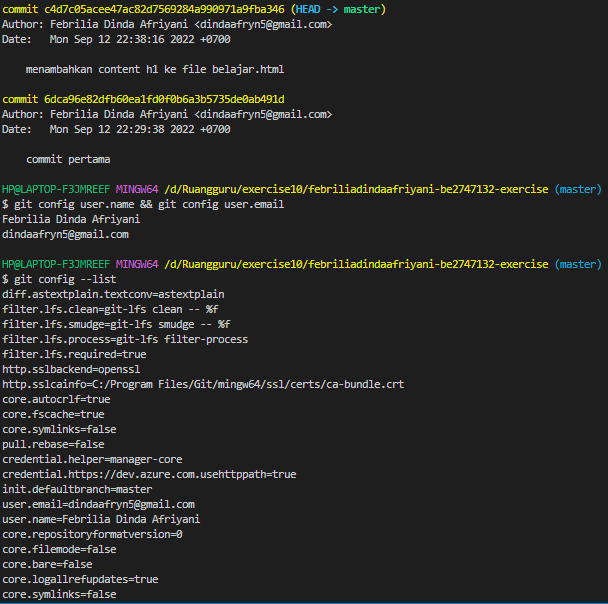 commit c4d7c05acee47ac82d7569284a990971a9fba346 (HEAD -> master)
Author: Febrilia Dinda Afriyani <dindaafryn5@gmail.com>
Date:   Mon Sep 12 22:38:16 2022 +0700
menambahkan content h1 ke file belajar.html
commit 6dca96e82dfb60ea1fd0f0b6a3b5735de0ab491d
Author: Febrilia Dinda Afriyani <dindaafryn5@gmail.com>
Date:   Mon Sep 12 22:29:38 2022 +0700
commit pertama
HP@LAPTOP-F3JMREEF MINGW64 /d/Ruangguru/exercise10/febriliadindaafriyani-be2747132-exercise (master)
$ git config user.name && git config user.email
Febrilia Dinda Afriyani
dindaafryn5@gmail.com
HP@LAPTOP-F3JMREEF MINGW64 /d/Ruangguru/exercise10/febriliadindaafriyani-be2747132-exercise (master)
$ git config --list
diff.astextplain.textconv=astextplain
filter.lfs.clean=git-lfs clean -- %f
filter.lfs.smudge=git-lfs smudge -- %f
filter.lfs.process=git-lfs filter-process
filter.lfs.required=true
http.sslbackend=openssl
http.sslcainfo=C:/Program Files/Git/mingw64/ssl/certs/ca-bundle.crt
core.autocrlf=true
core.fscache=true
core.symlinks=false
pull.rebase=false
credential.helper=manager-core
credential.https://dev.azure.com.usehttppath=true
init.defaultbranch=master
user.email=dindaafryn5@gmail.com
user.name=Febrilia Dinda Afriyani
core.repositoryformatversion=0
core.filemode=false
core.bare=false
core.logallrefupdates=true
core.symlinks=false